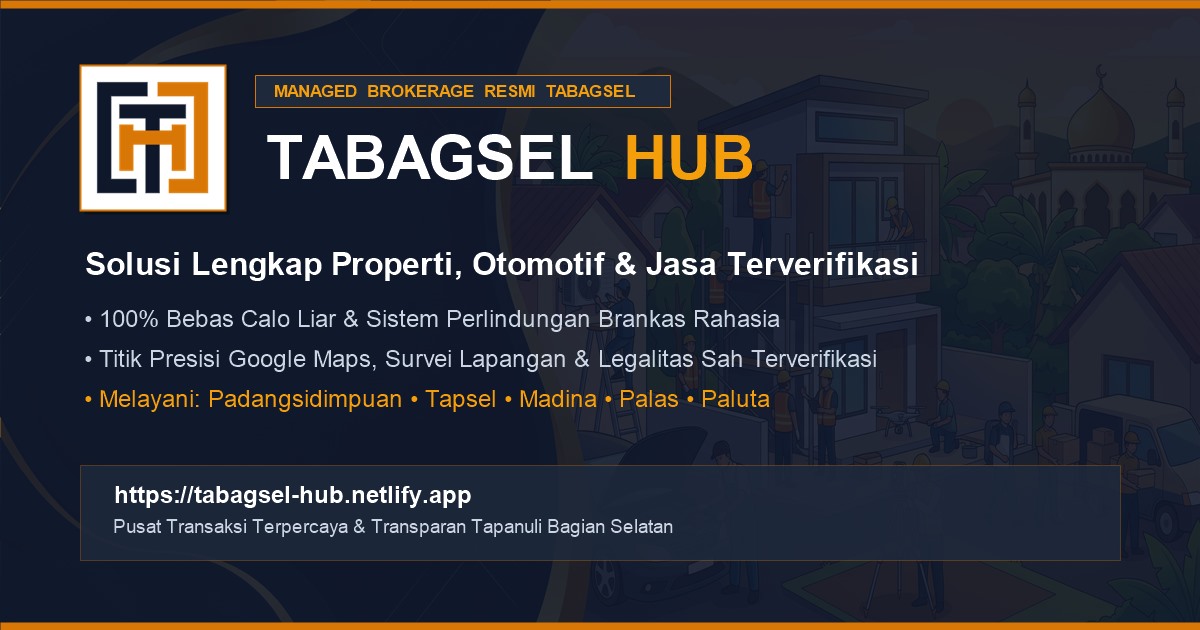 MANAGED BROKERAGE RESMI TABAGSEL
TABAGSEL HUB
Solusi Lengkap Properti, Otomotif & Jasa Terverifikasi
• 100% Bebas Calo Liar & Sistem Perlindungan Brankas Rahasia
• Titik Presisi Google Maps, Survei Lapangan & Legalitas Sah Terverifikasi
• Melayani: Padangsidimpuan • Tapsel • Madina • Palas • Paluta
https://tabagsel-hub.netlify.app
Pusat Transaksi Terpercaya & Transparan Tapanuli Bagian Selatan